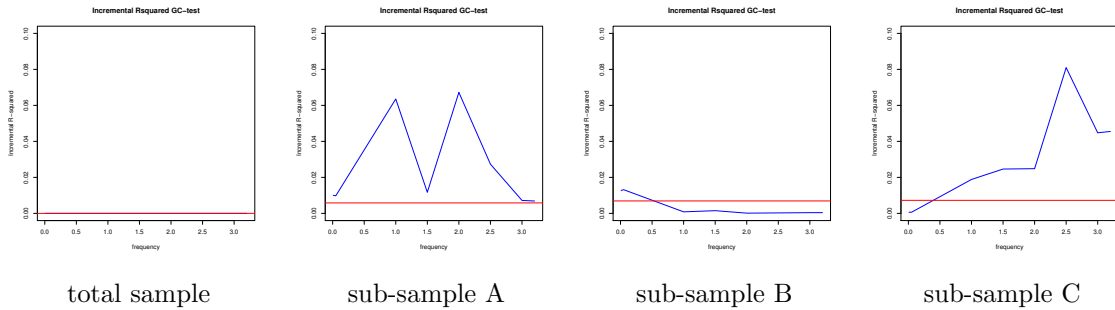 Incremental Rsquared GC-test
Incremental R-squared
0.10
0.08
0.06
0.04
0.02
0.00
0.0 0.5 1.0 1.5 2.0 2.5 3.0
frequency
total sample
Incremental Rsquared GC-test
Incremental R-squared
0.10
0.08
0.06
0.04
0.02
0.00
0.0 0.5 1.0 1.5 2.0 2.5 3.0
frequency
sub-sample A
Incremental Rsquared GC-test
Incremental R-squared
0.10
0.08
0.06
0.04
0.02
0.00
0.0 0.5 1.0 1.5 2.0 2.5 3.0
frequency
sub-sample B
Incremental Rsquared GC-test
Incremental R-squared
0.10
0.08
0.06
0.04
0.02
0.00
0.0 0.5 1.0 1.5 2.0 2.5 3.0
frequency
sub-sample C